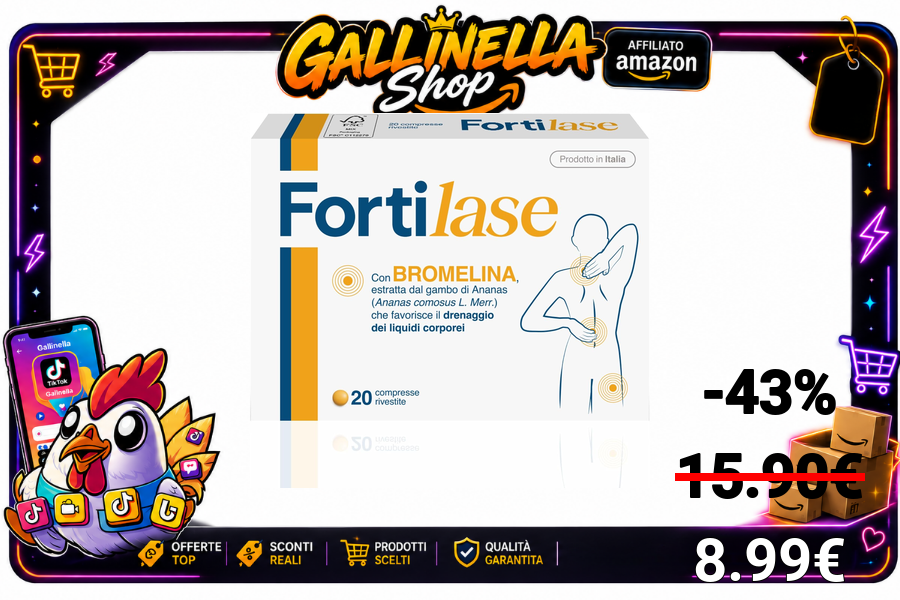 GALLINELLA
Shop
AFFILIATO
amazon
FSC
20 compresse
rivestite
Fortilase
Prodotto in Italia
Fortilase
Con BROMELINA,
estratta dal gambo di Ananas
(Ananas comosus L. Merr.)
che favorisce il drenaggio
dei liquidi corporei
20 compresse
rivestite
Gallinella
TikTok
Gallinella
-43%
15.90€
8.99€
OFFERTE
TOP
SCONTI
REALI
PRODOTTI
SCELTI
QUALITÀ
GARANTITA